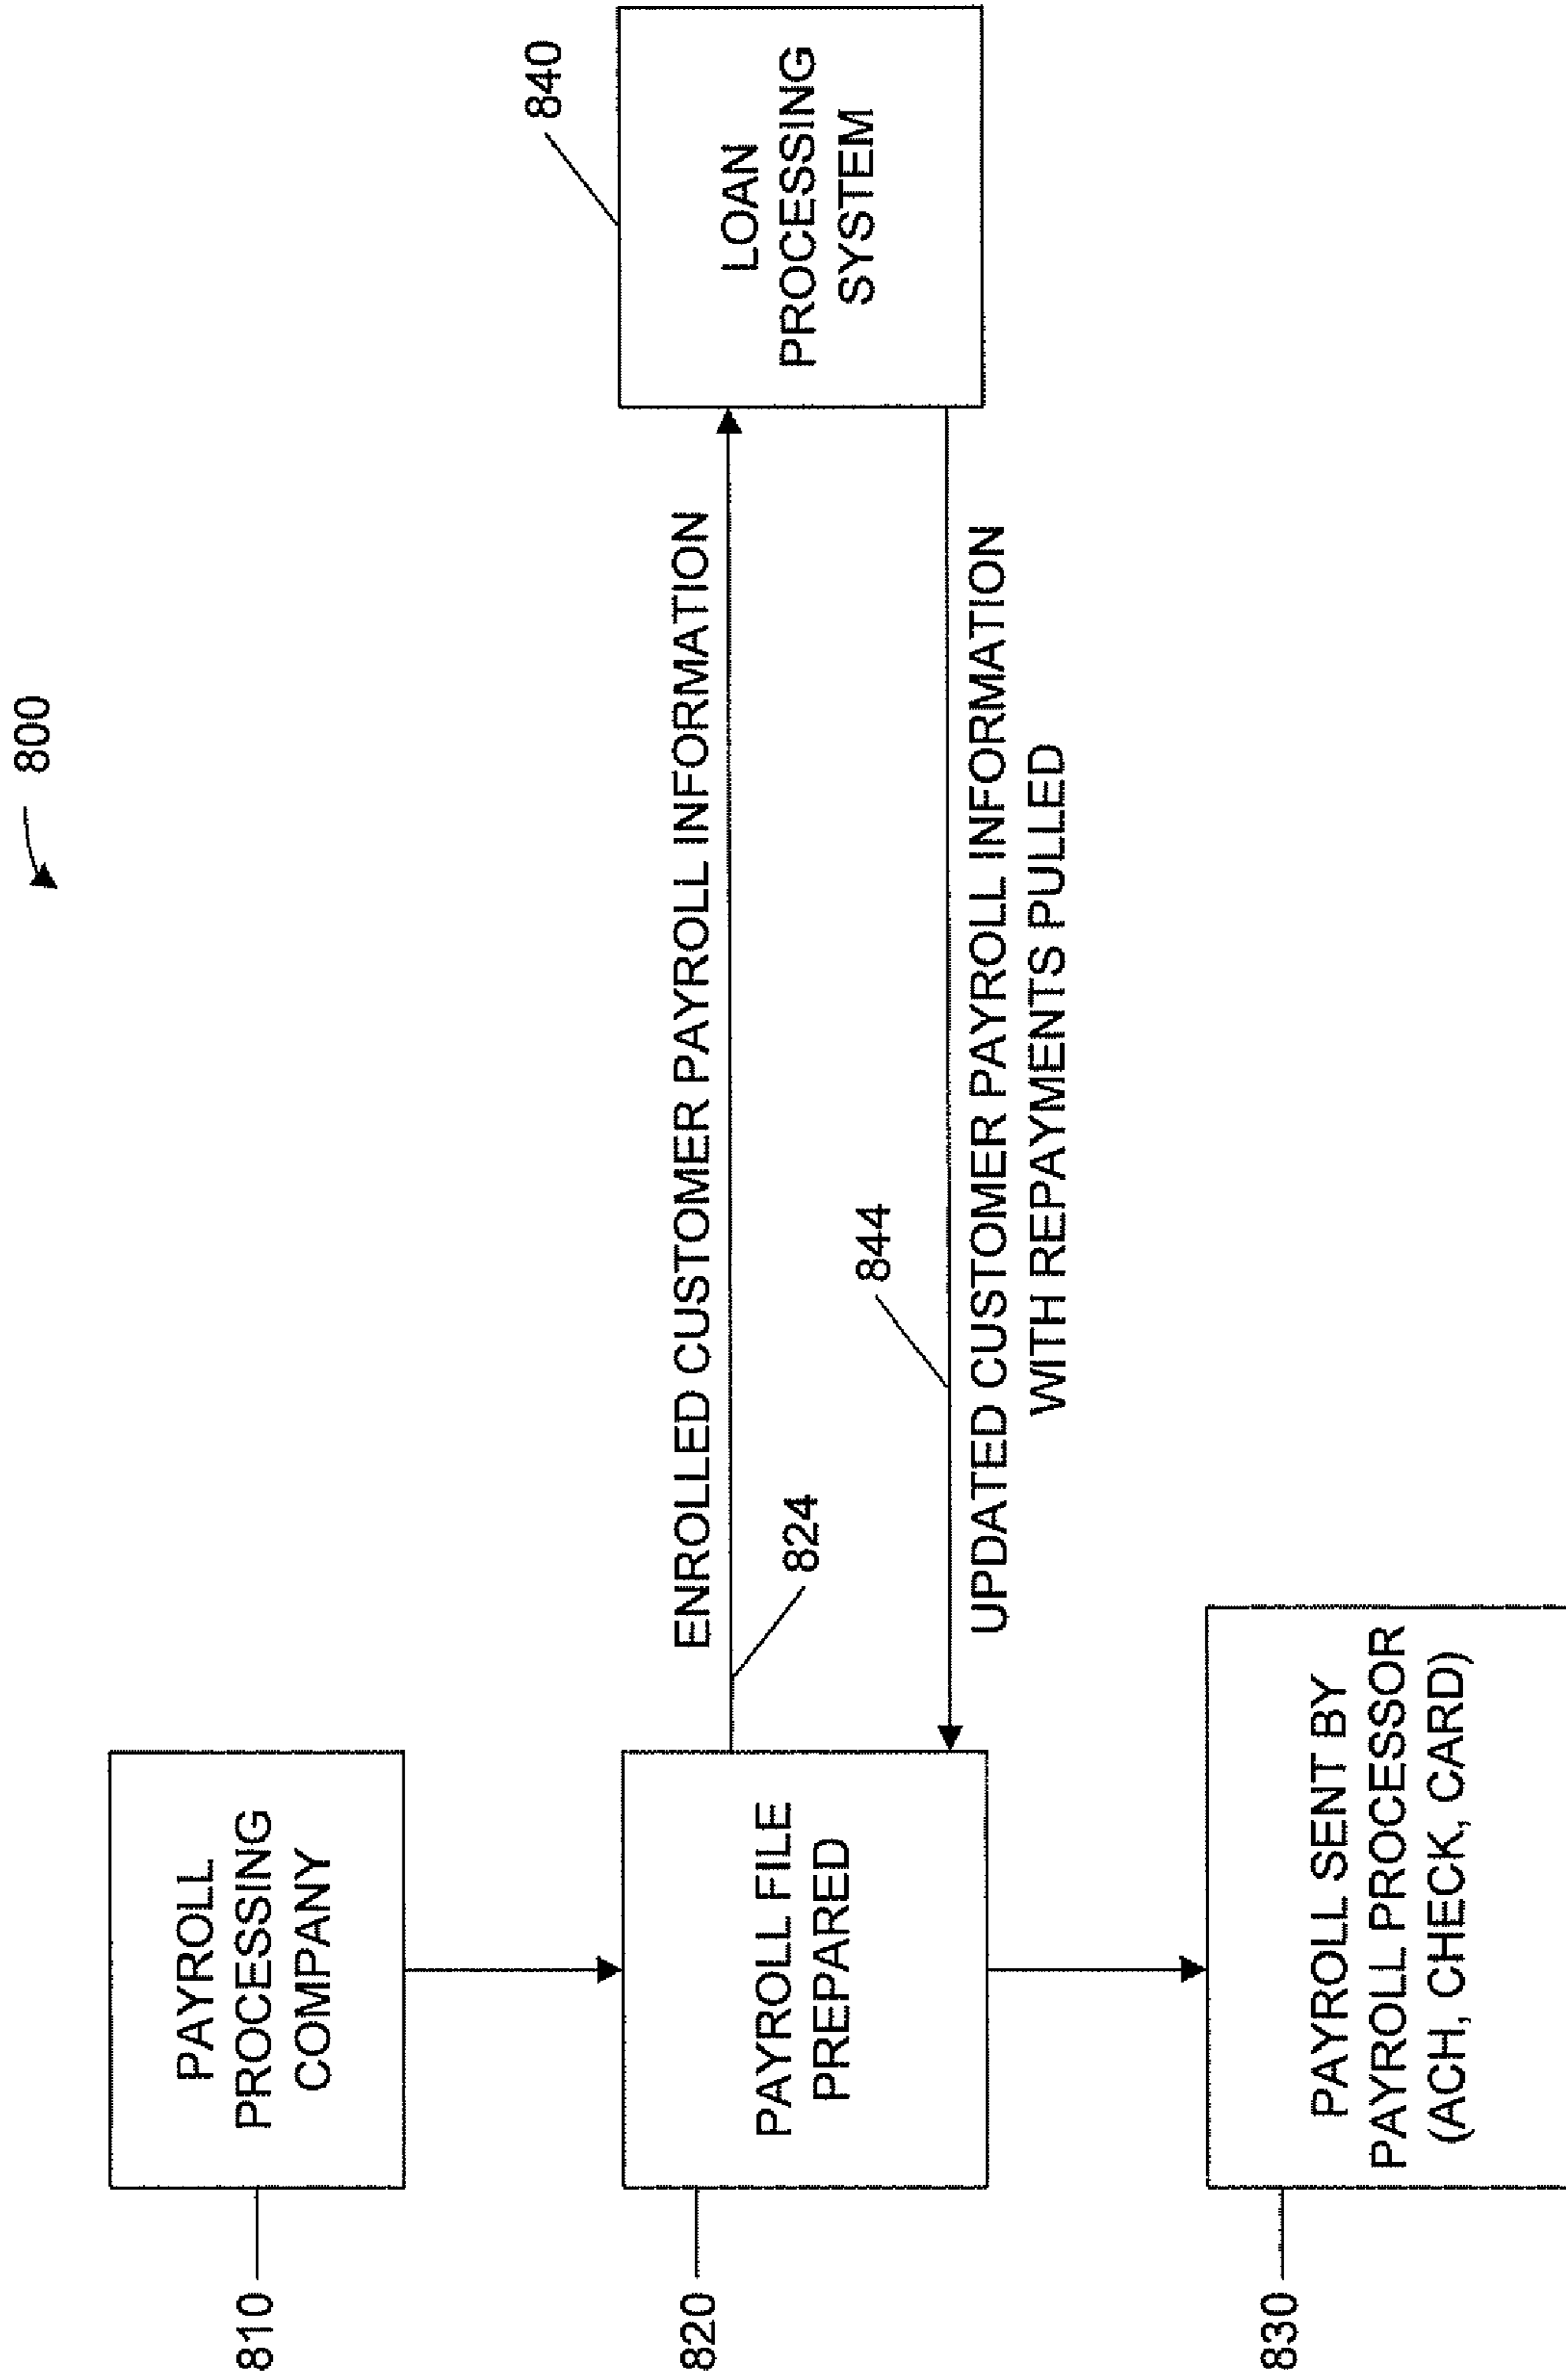 800
810
PAYROLL
PROCESSING
COMPANY
820
PAYROLL FILE
PREPARED
824
ENROLLED CUSTOMER PAYROLL INFORMATION
840
LOAN
PROCESSING
SYSTEM
844
UPDATED CUSTOMER PAYROLL INFORMATION
WITH REPAYMENTS PULLED
830
PAYROLL SENT BY
PAYROLL PROCESSOR
(ACH, CHECK, CARD)